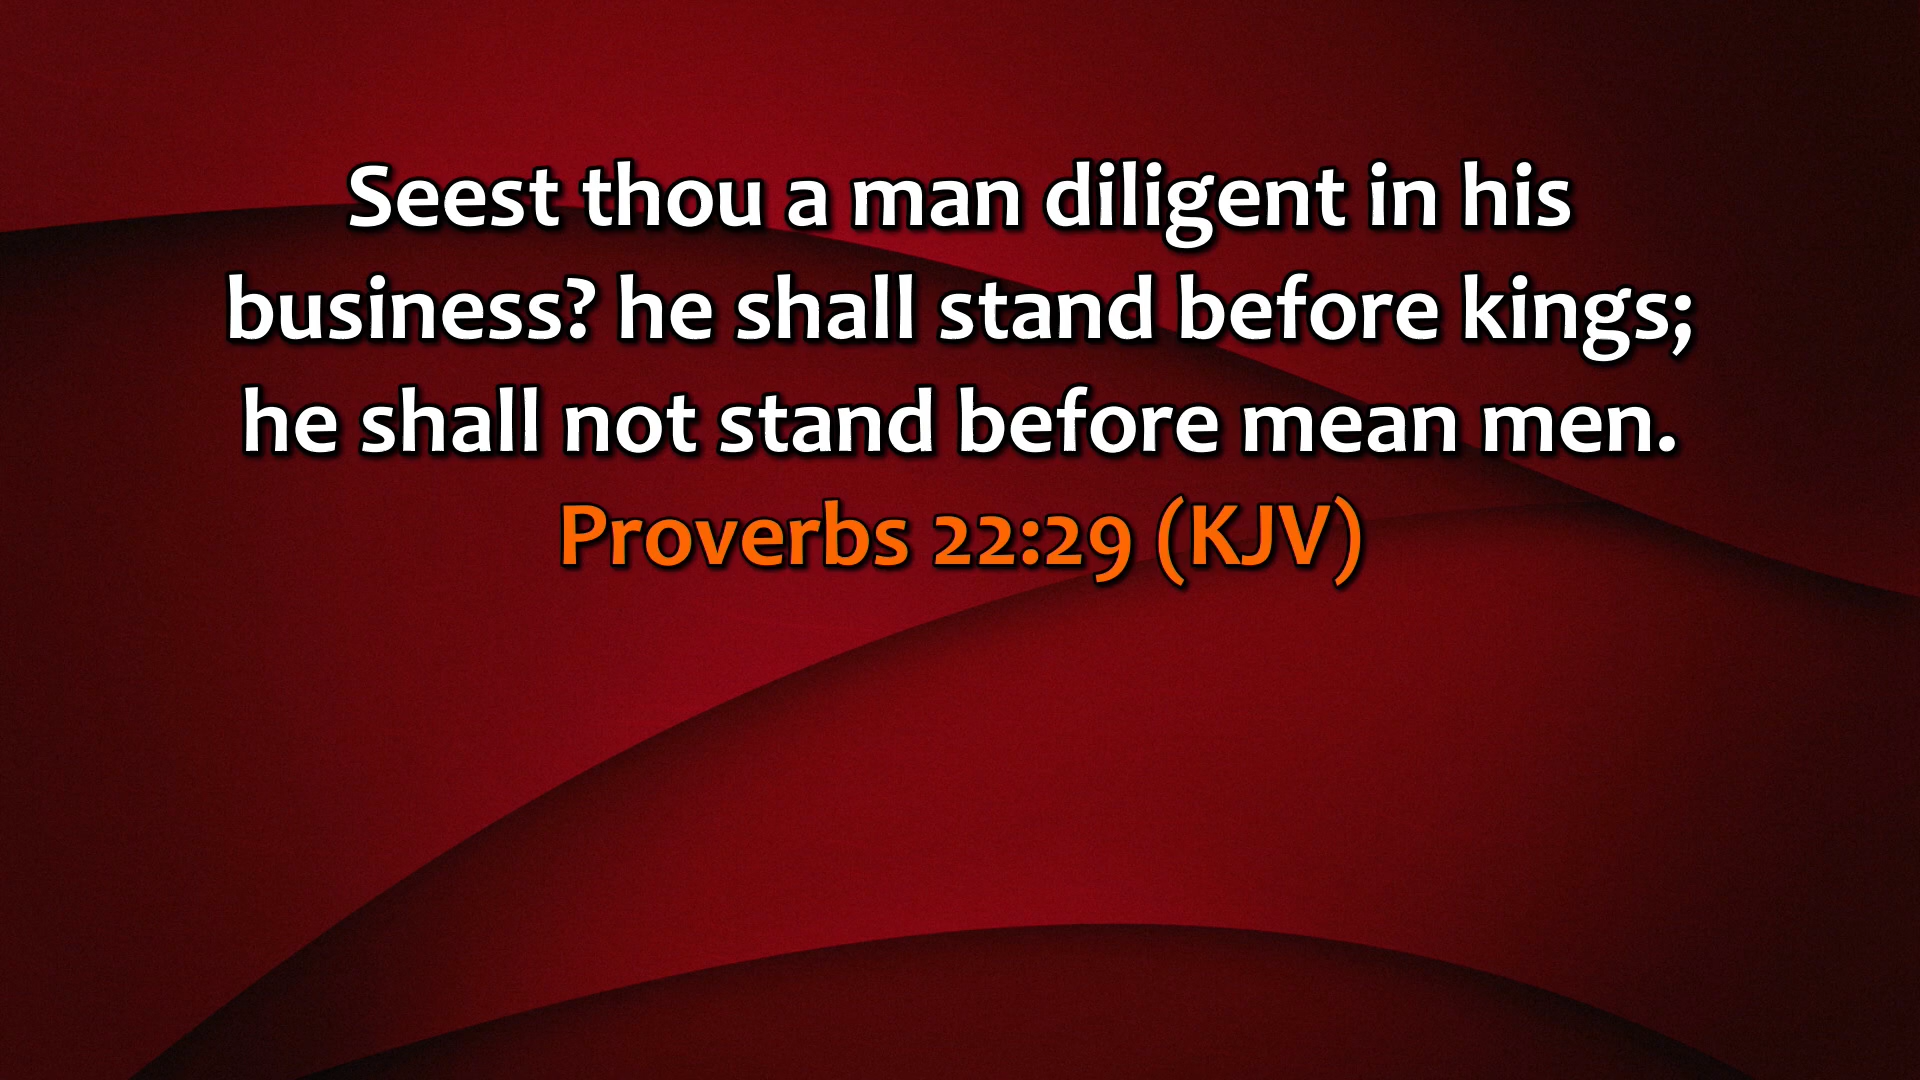 Seest thou a man diligent in his
business? he shall stand before kings;
he shall not stand before mean men.
Proverbs 22:29 (KJV)